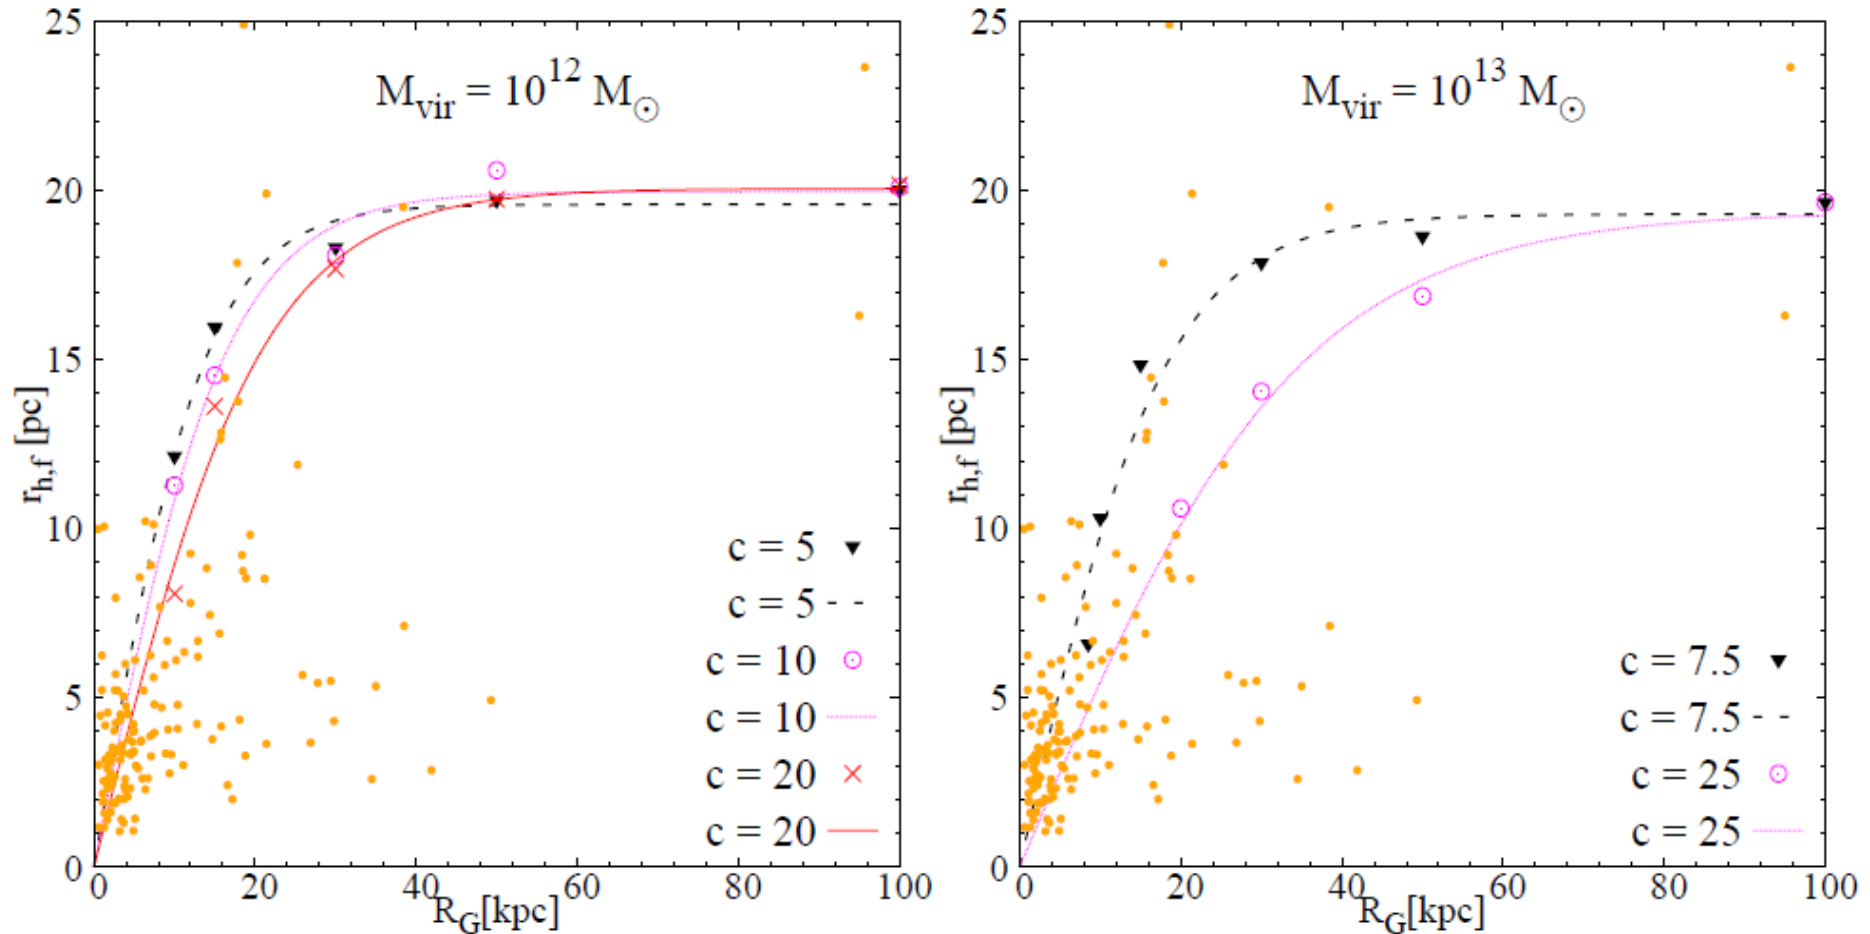 M_vir = 10^12 M_⊙
25
20
15
10
5
0
r_h,f [pc]
c = 5
c = 5
c = 10
c = 10
c = 20
c = 20
0 20 40 60 80 100
R_G[kpc]
M_vir = 10^13 M_⊙
25
20
15
10
5
0
r_h,f [pc]
c = 7.5
c = 7.5
c = 25
c = 25
0 20 40 60 80 100
R_G[kpc]